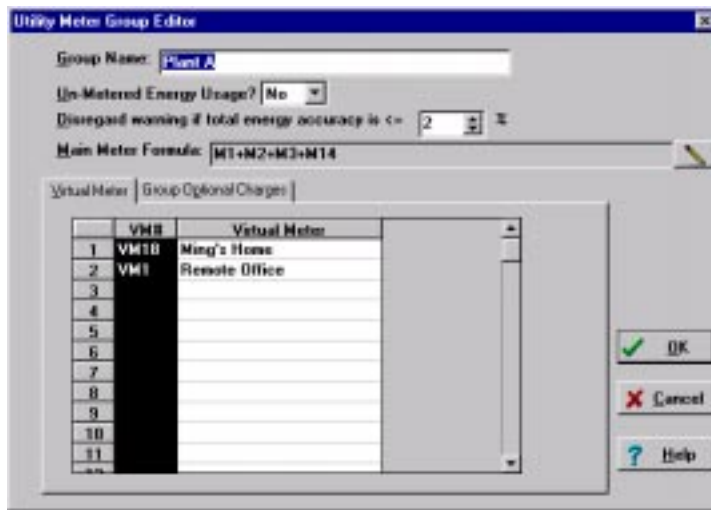 Utility Meter Group Editor
Group Name: Plant A
Un-Metered Energy Usage? No
Disregard warning if total energy accuracy is <= 2 %
Main Meter Formula: M1+M2+M3+M14
Virtual Meter Group Optional Charges
VM# Virtual Meter
1 VM10 Ming's Home
2 VM1 Remote Office
3
4
5
6
7
8
9
10
11
OK
Cancel
Help